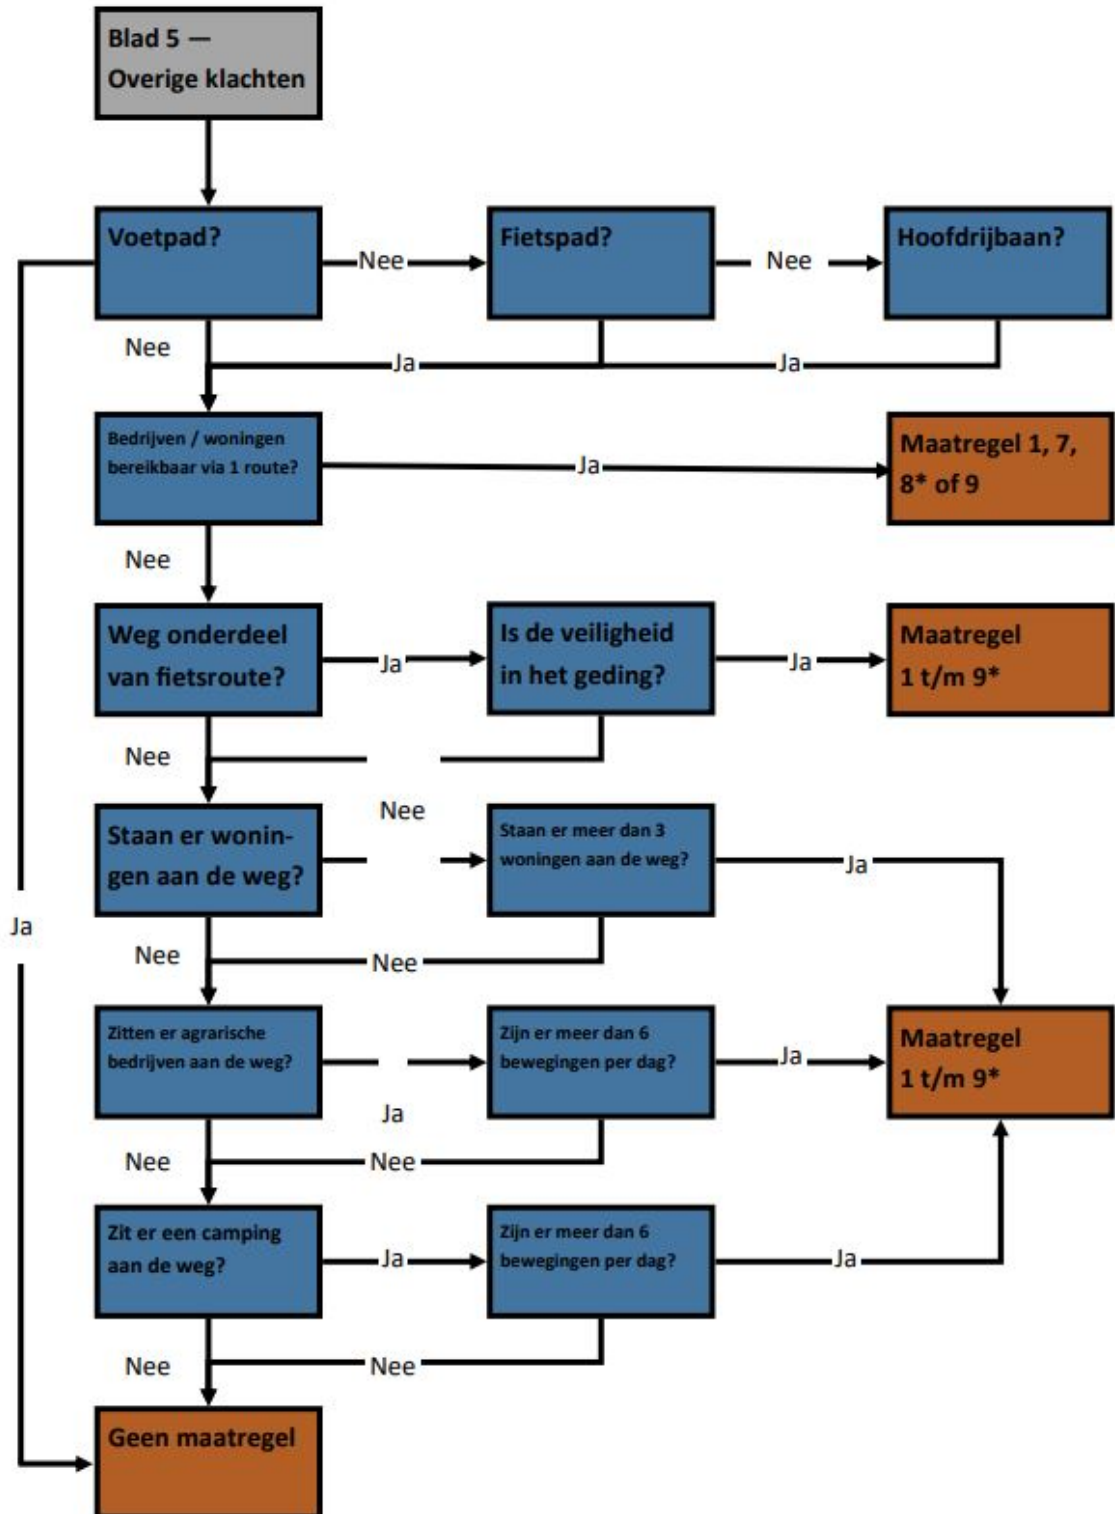 Blad 5 —
Overige klachten
Voetpad?
Nee
Fietspad?
Nee
Hoofdrijbaan?
Nee
Ja
Ja
Bedrijven / woningen
bereikbaar via 1 route?
Ja
Maatregel 1, 7,
8* of 9
Nee
Weg onderdeel
van fietsroute?
Ja
Is de veiligheid
in het geding?
Ja
Maatregel
1 t/m 9*
Nee
Nee
Staan er wonin-
gen aan de weg?
Staan er meer dan 3
woningen aan de weg?
Ja
Ja
Nee
Nee
Zitten er agrarische
bedrijven aan de weg?
Ja
Zijn er meer dan 6
bewegingen per dag?
Ja
Maatregel
1 t/m 9*
Nee
Nee
Zit er een camping
aan de weg?
Ja
Zijn er meer dan 6
bewegingen per dag?
Ja
Nee
Nee
Geen maatregel